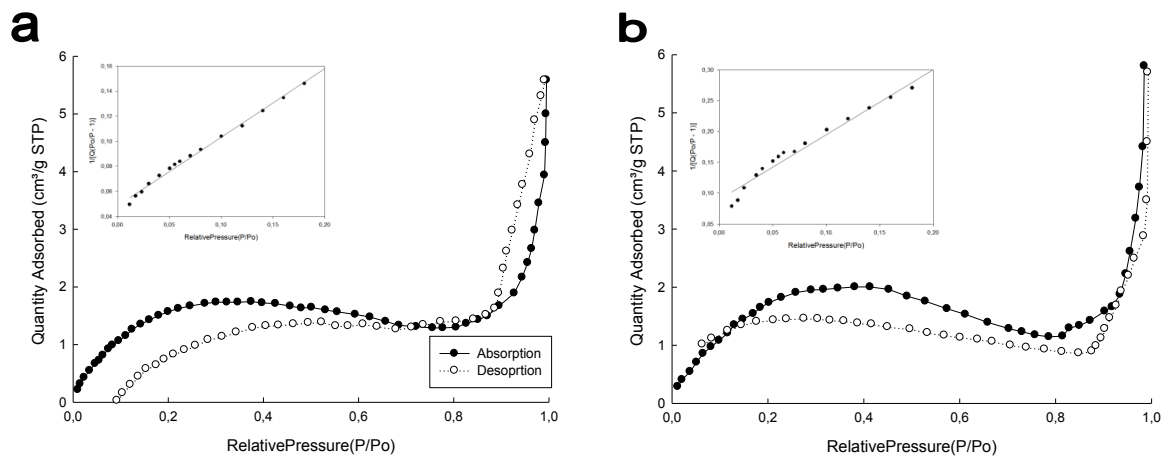 a
6
5
4
3
2
1
0
Quantity Adsorbed (cm³/g STP)
0,0 0,2 0,4 0,6 0,8 1,0
RelativePressure(P/Po)
0,16
0,14
0,12
0,10
0,08
0,06
0,04
1/[Q(Po/P - 1)]
0,00 0,05 0,10 0,15 0,20
RelativePressure(P/Po)
Absorption
Desoprtion
b
6
5
4
3
2
1
0
Quantity Adsorbed (cm³/g STP)
0,0 0,2 0,4 0,6 0,8 1,0
RelativePressure(P/Po)
0,30
0,25
0,20
0,15
0,10
0,05
1/[Q(Po/P - 1)]
0,00 0,05 0,10 0,15 0,20
RelativePressure(P/Po)